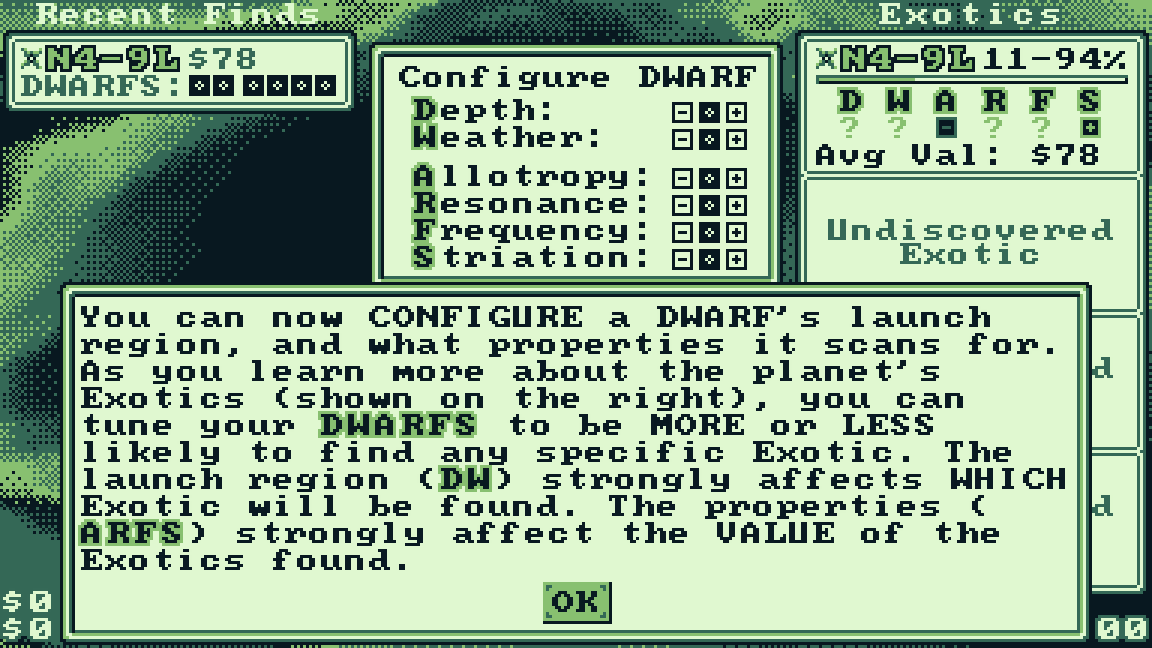 Recent Finds
N4-9L $78
DWARFS:
Configure DWARF
Depth:
Weather:
Allotropy:
Resonance:
Frequency:
Striation:
Exotics
N4-9L 11-94%
D W A R F S
? ? - ? ? +
Avg Val: $78
Undiscovered
Exotic
d
d
You can now CONFIGURE a DWARF's launch
region, and what properties it scans for.
As you learn more about the planet's
Exotics (shown on the right), you can
tune your DWARFS to be MORE or LESS
likely to find any specific Exotic. The
launch region (DW) strongly affects WHICH
Exotic will be found. The properties (
ARFS) strongly affect the VALUE of the
Exotics found.
OK
$0
$0
00